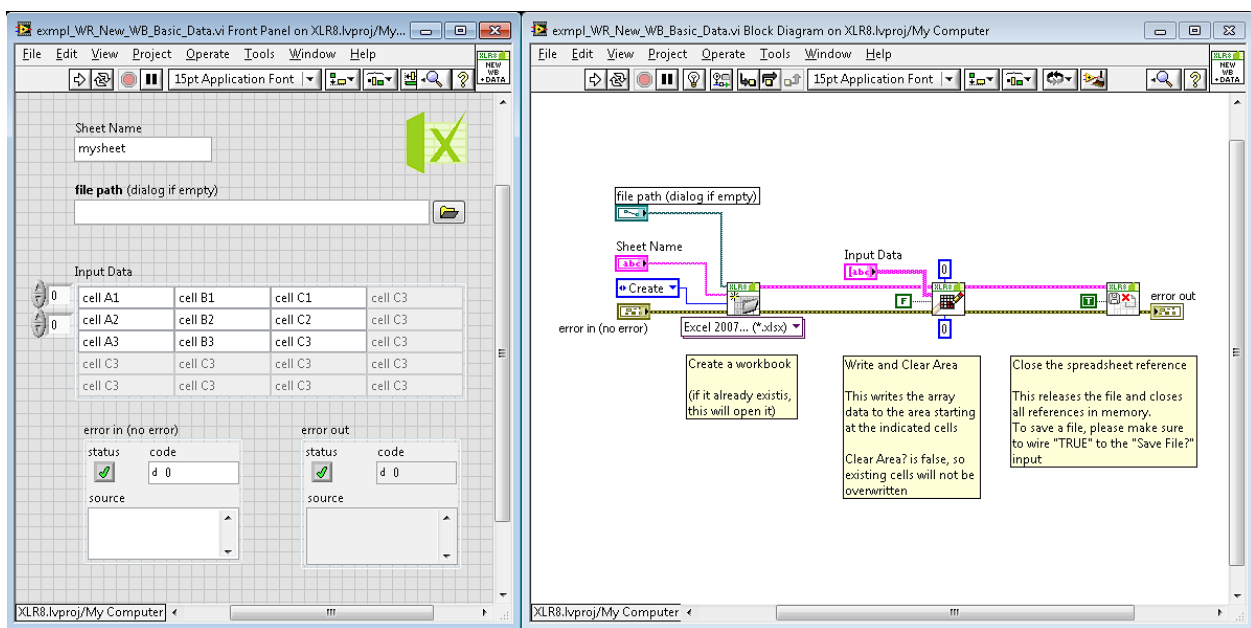 exmpl_WR_New_WB_Basic_Data.vi Front Panel on XLR8.lvproj/My...
File Edit View Project Operate Tools Window Help
15pt Application Font
XLR8
NEW
WB
+DATA
Sheet Name
mysheet
file path (dialog if empty)
Input Data
0
0
cell A1 cell B1 cell C1 cell C3
cell A2 cell B2 cell C2 cell C3
cell A3 cell B3 cell C3 cell C3
cell C3 cell C3 cell C3 cell C3
cell C3 cell C3 cell C3 cell C3
error in (no error)
status code
d 0
source
error out
status code
d 0
source
XLR8.lvproj/My Computer
exmpl_WR_New_WB_Basic_Data.vi Block Diagram on XLR8.lvproj/My Computer
File Edit View Project Operate Tools Window Help
15pt Application Font
XLR8
NEW
WB
+DATA
file path (dialog if empty)
Sheet Name
abc
Create
error in (no error)
XLR8
Excel 2007... (*.xlsx)
Input Data
[abc]
0
F
XLR8
0
T
XLR8
error out
Create a workbook
(if it already existis,
this will open it)
Write and Clear Area
This writes the array
data to the area starting
at the indicated cells
Clear Area? is false, so
existing cells will not be
overwritten
Close the spreadsheet reference
This releases the file and closes
all references in memory.
To save a file, please make sure
to wire "TRUE" to the "Save File?"
input
XLR8.lvproj/My Computer